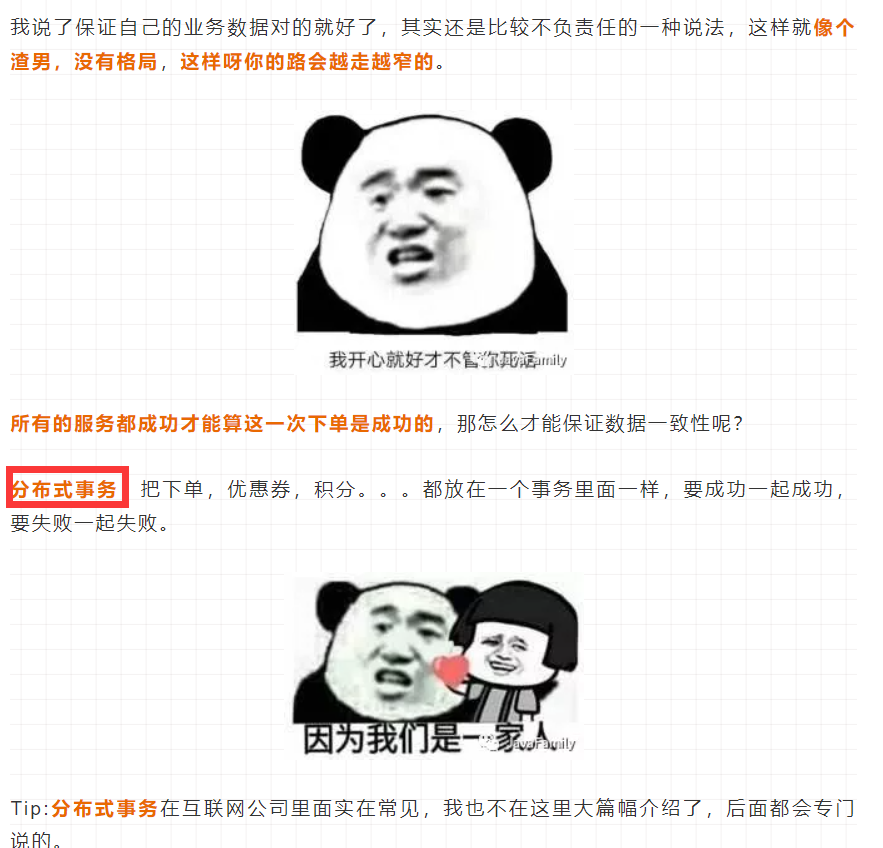 我说了保证自己的业务数据对的就好了，其实还是比较不负责任的一种说法，这样就像个
渣男，没有格局，这样呀你的路会越走越窄的。
我开心就好才不管你死活
JavaFamily
所有的服务都成功才能算这一次下单是成功的，那怎么才能保证数据一致性呢？
分布式事务 把下单，优惠券，积分。。。都放在一个事务里面一样，要成功一起成功，
要失败一起失败。
因为我们是一家人
JavaFamily
Tip:分布式事务在互联网公司里面实在常见，我也不在这里大篇幅介绍了，后面都会专门
说的。